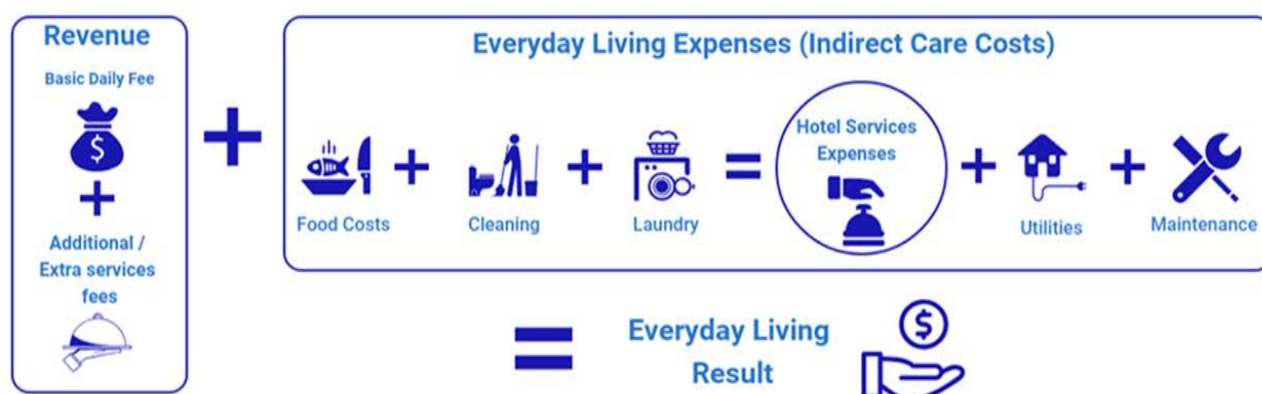 Revenue
Basic Daily Fee
$
+
Additional /
Extra services
fees
+
Everyday Living Expenses (Indirect Care Costs)
Food Costs
+
Cleaning
+
Laundry
=
Hotel Services
Expenses
+
Utilities
+
Maintenance
=
Everyday Living
Result
$